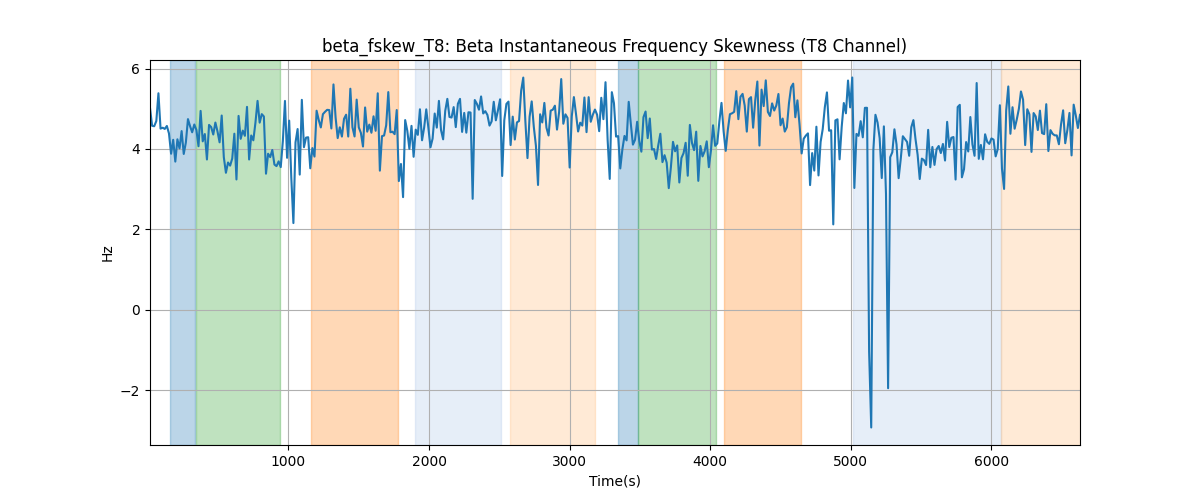 beta_fskew_T8: Beta Instantaneous Frequency Skewness (T8 Channel)
6
4
2
0
−2
Hz
1000 2000 3000 4000 5000 6000
Time(s)